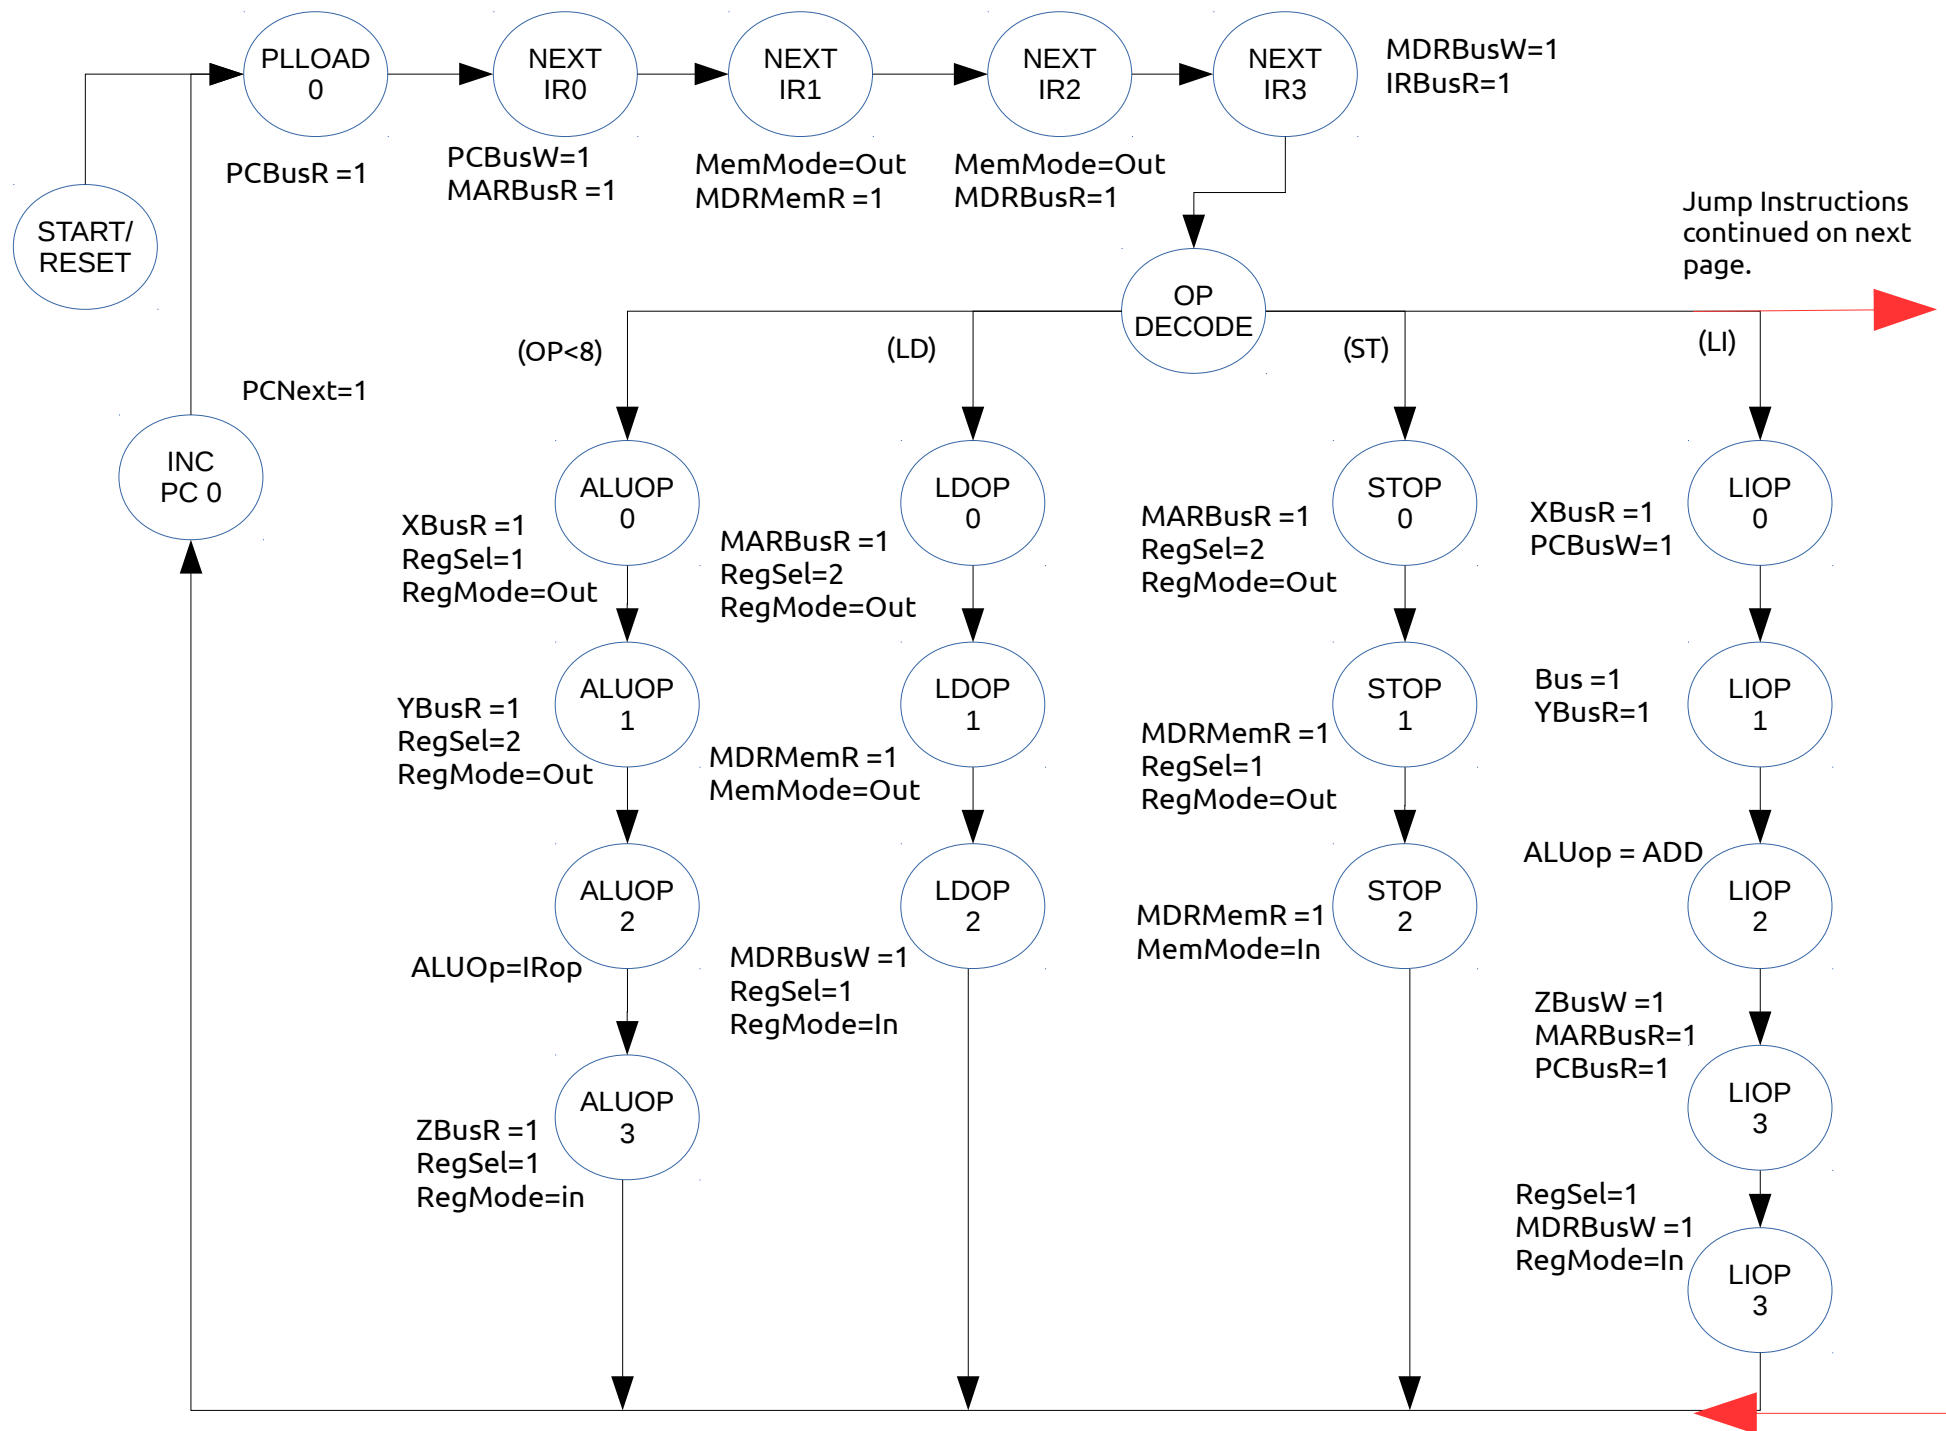 PLLOAD
0
NEXT
IR0
NEXT
IR1
NEXT
IR2
NEXT
IR3
MDRBusW=1
IRBusR=1
PCBusR =1
PCBusW=1
MARBusR =1
MemMode=Out
MDRMemR =1
MemMode=Out
MDRBusR=1
START/
RESET
Jump Instructions
continued on next
page.
OP
DECODE
(OP<8)
(LD)
(ST)
(LI)
PCNext=1
INC
PC 0
ALUOP
0
XBusR =1
RegSel=1
RegMode=Out
LDOP
0
MARBusR =1
RegSel=2
RegMode=Out
STOP
0
MARBusR =1
RegSel=2
RegMode=Out
LIOP
0
XBusR =1
PCBusW=1
ALUOP
1
YBusR =1
RegSel=2
RegMode=Out
LDOP
1
MDRMemR =1
MemMode=Out
STOP
1
MDRMemR =1
RegSel=1
RegMode=Out
LIOP
1
Bus =1
YBusR=1
ALUOP
2
ALUOp=IRop
LDOP
2
MDRBusW =1
RegSel=1
RegMode=In
STOP
2
MDRMemR =1
MemMode=In
ALUop = ADD
LIOP
2
ALUOP
3
ZBusR =1
RegSel=1
RegMode=in
ZBusW =1
MARBusR=1
PCBusR=1
LIOP
3
RegSel=1
MDRBusW =1
RegMode=In
LIOP
3